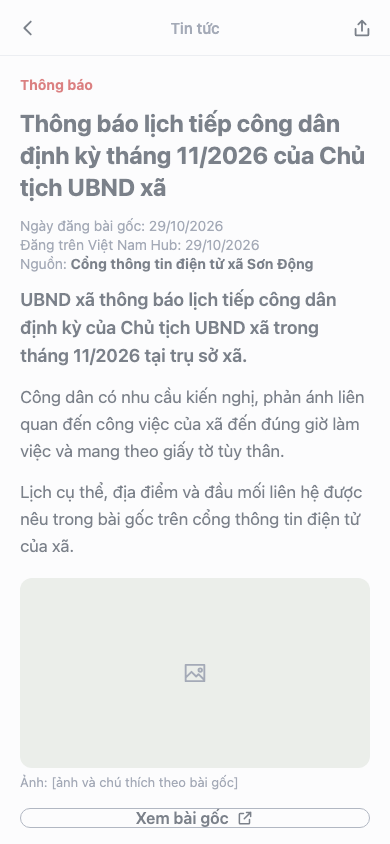 Tin tức
Thông báo
Thông báo lịch tiếp công dân
định kỳ tháng 11/2026 của Chủ
tịch UBND xã
Ngày đăng bài gốc: 29/10/2026
Đăng trên Việt Nam Hub: 29/10/2026
Nguồn: Cổng thông tin điện tử xã Sơn Động
UBND xã thông báo lịch tiếp công dân
định kỳ của Chủ tịch UBND xã trong
tháng 11/2026 tại trụ sở xã.
Công dân có nhu cầu kiến nghị, phản ánh liên
quan đến công việc của xã đến đúng giờ làm
việc và mang theo giấy tờ tùy thân.
Lịch cụ thể, địa điểm và đầu mối liên hệ được
nêu trong bài gốc trên cổng thông tin điện tử
của xã.
Ảnh: [ảnh và chú thích theo bài gốc]
Xem bài gốc